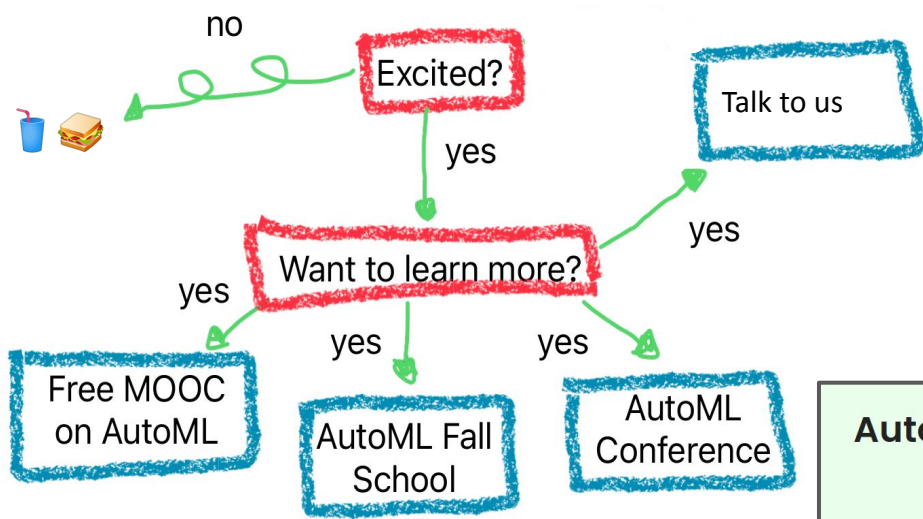 no
Excited?
Talk to us
yes
yes
Want to learn more?
yes
yes
yes
Free MOOC
on AutoML
AutoML Fall
School
AutoML
Conference